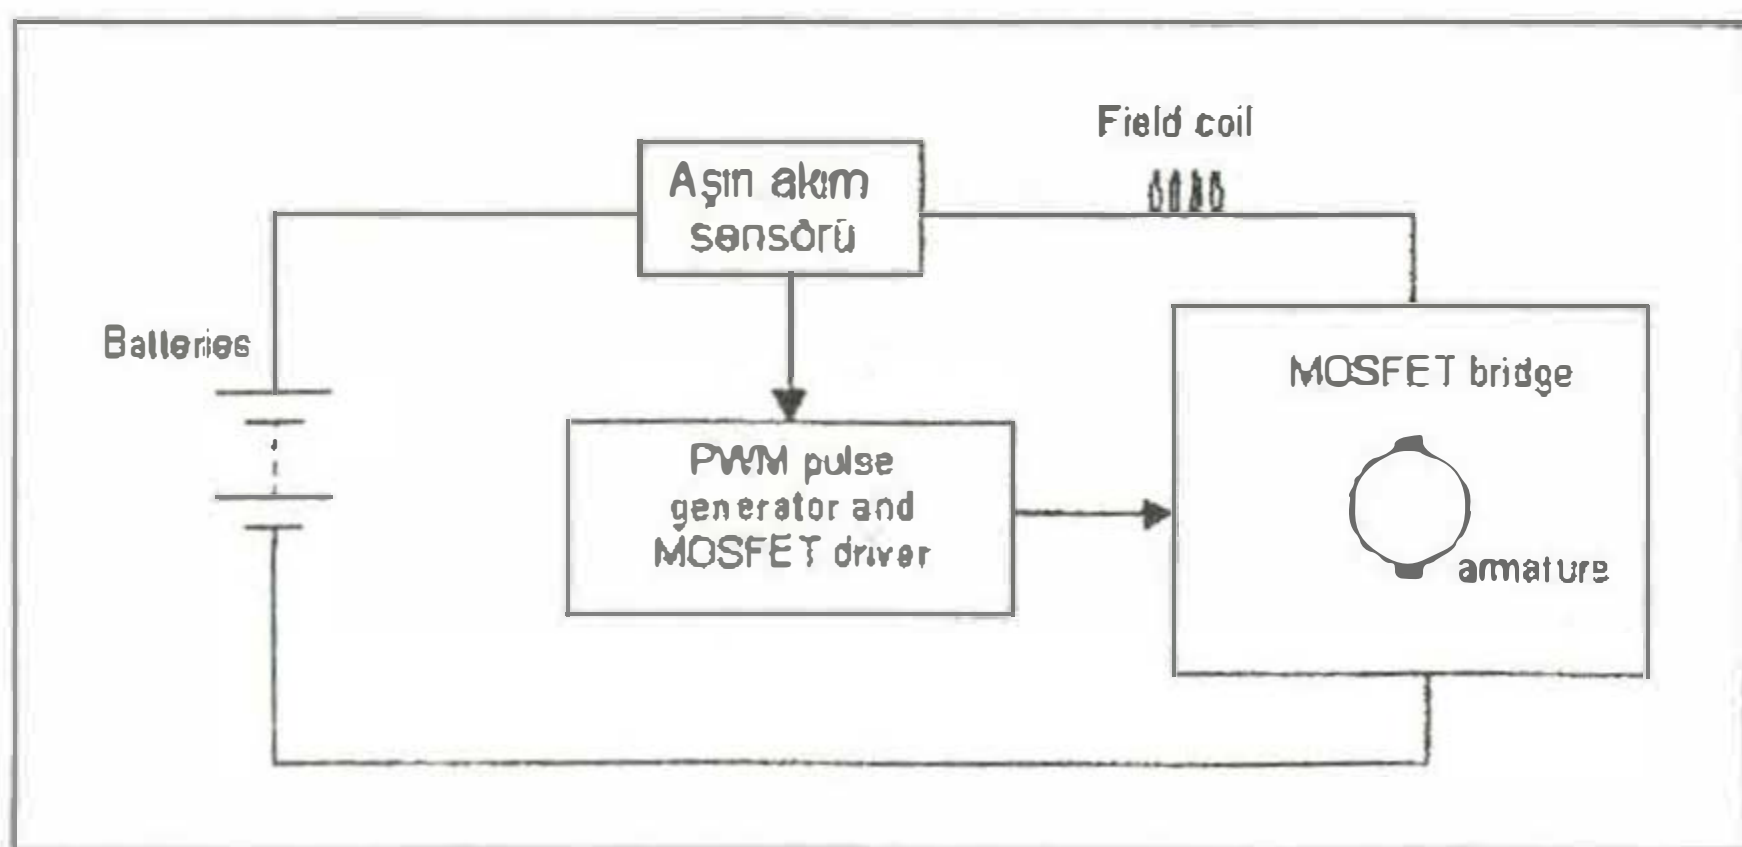 Field coil
Aşırı akım
sensörü
Batteries
MOSFET bridge
PWM pulse
generator and
MOSFET driver
armature